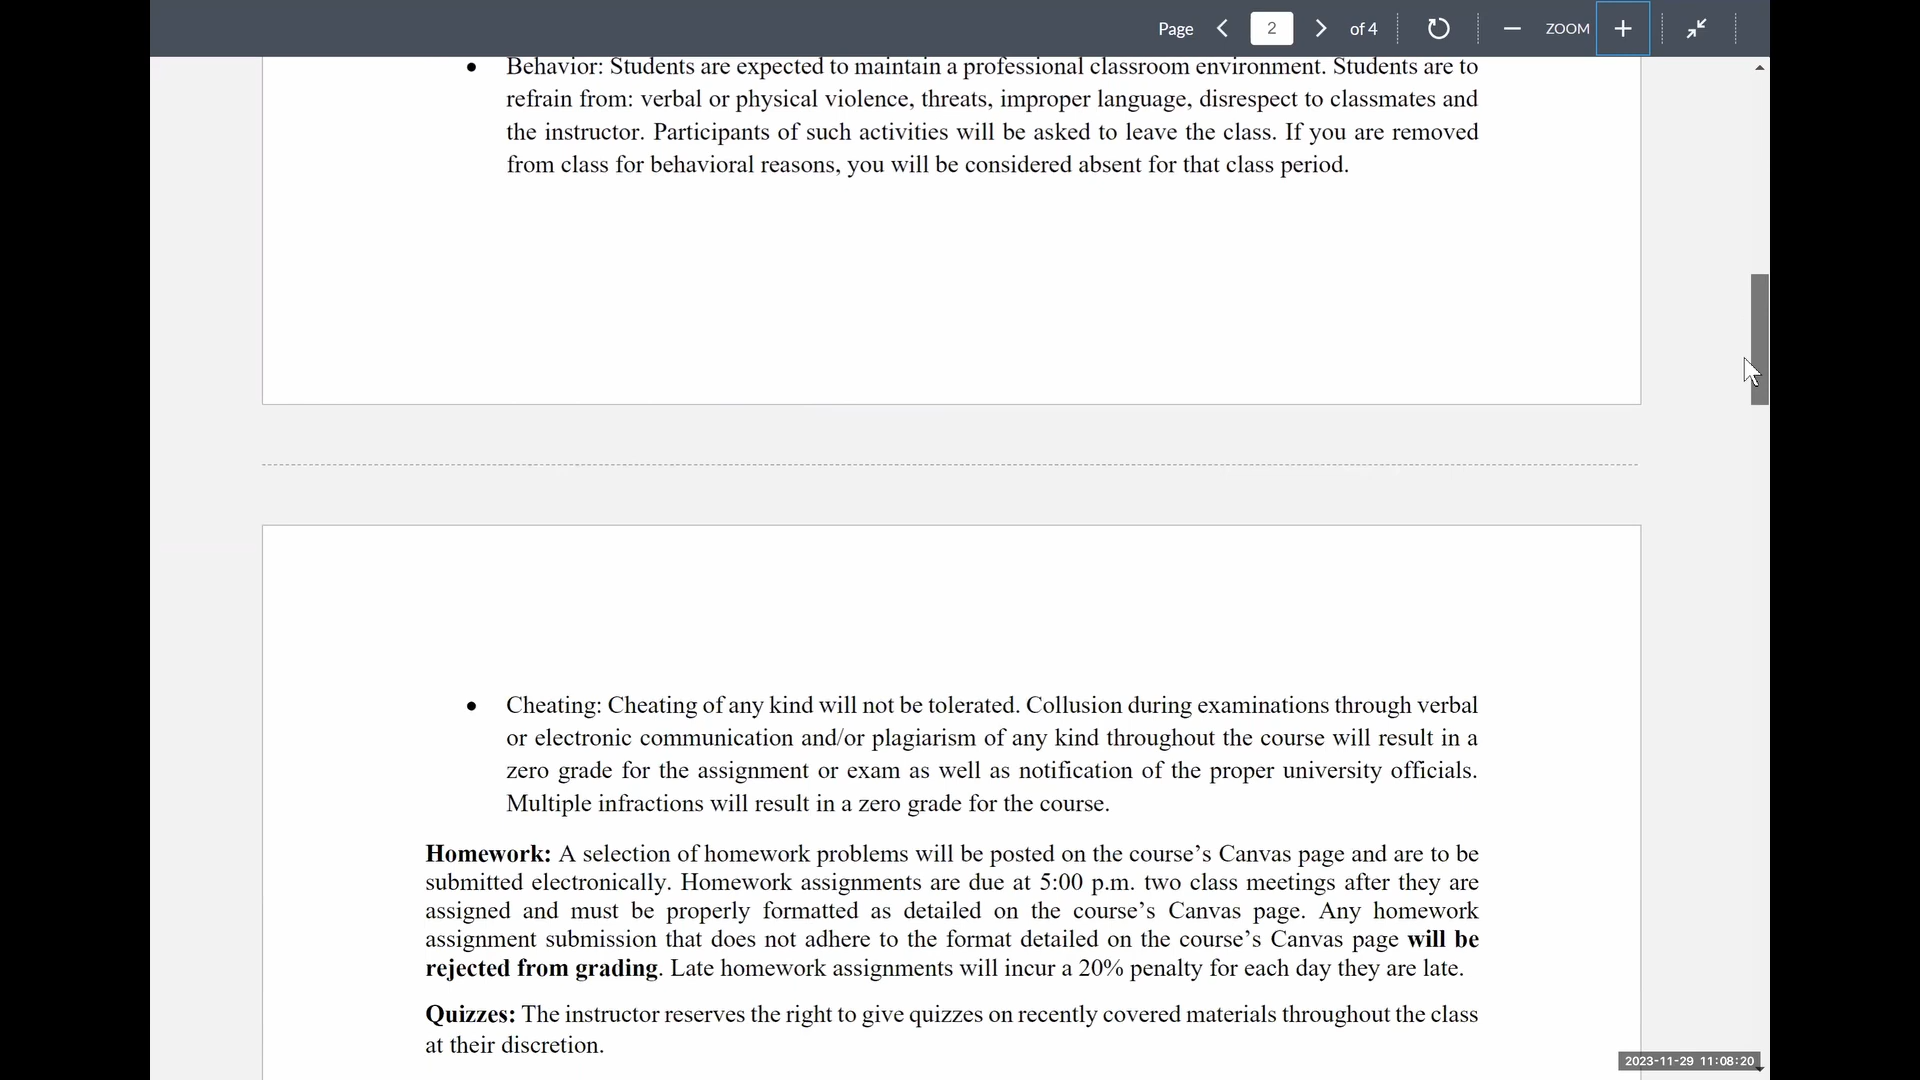 Page 2 of 4 ZOOM
• Behavior: Students are expected to maintain a professional classroom environment. Students are to
refrain from: verbal or physical violence, threats, improper language, disrespect to classmates and
the instructor. Participants of such activities will be asked to leave the class. If you are removed
from class for behavioral reasons, you will be considered absent for that class period.
• Cheating: Cheating of any kind will not be tolerated. Collusion during examinations through verbal
or electronic communication and/or plagiarism of any kind throughout the course will result in a
zero grade for the assignment or exam as well as notification of the proper university officials.
Multiple infractions will result in a zero grade for the course.
Homework: A selection of homework problems will be posted on the course’s Canvas page and are to be
submitted electronically. Homework assignments are due at 5:00 p.m. two class meetings after they are
assigned and must be properly formatted as detailed on the course’s Canvas page. Any homework
assignment submission that does not adhere to the format detailed on the course’s Canvas page will be
rejected from grading. Late homework assignments will incur a 20% penalty for each day they are late.
Quizzes: The instructor reserves the right to give quizzes on recently covered materials throughout the class
at their discretion.
2023-11-29 11:08:20